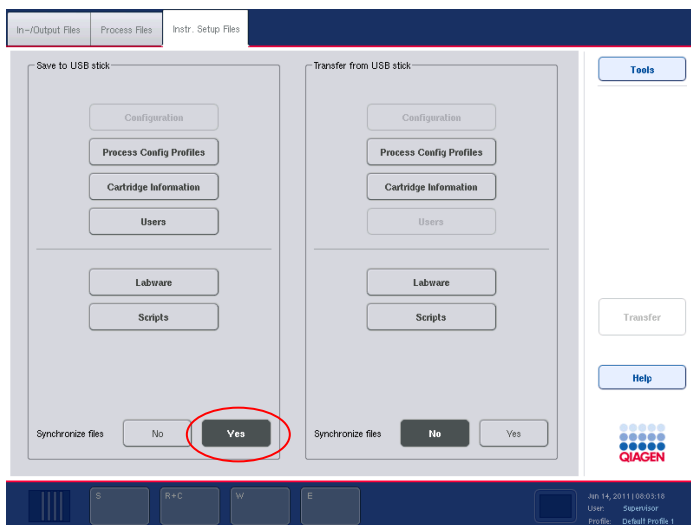 In-/Output Files
Process Files
Instr. Setup Files
Save to USB stick
Configuration
Process Config Profiles
Cartridge Information
Users
Labware
Scripts
Synchronize files
No
Yes
Transfer from USB stick
Configuration
Process Config Profiles
Cartridge Information
Users
Labware
Scripts
Synchronize files
No
Yes
Tools
Transfer
Help
QIAGEN
S
R+C
W
E
Jun 14, 2011 | 08:03:18
User: Supervisor
Profile: Default Profile 1